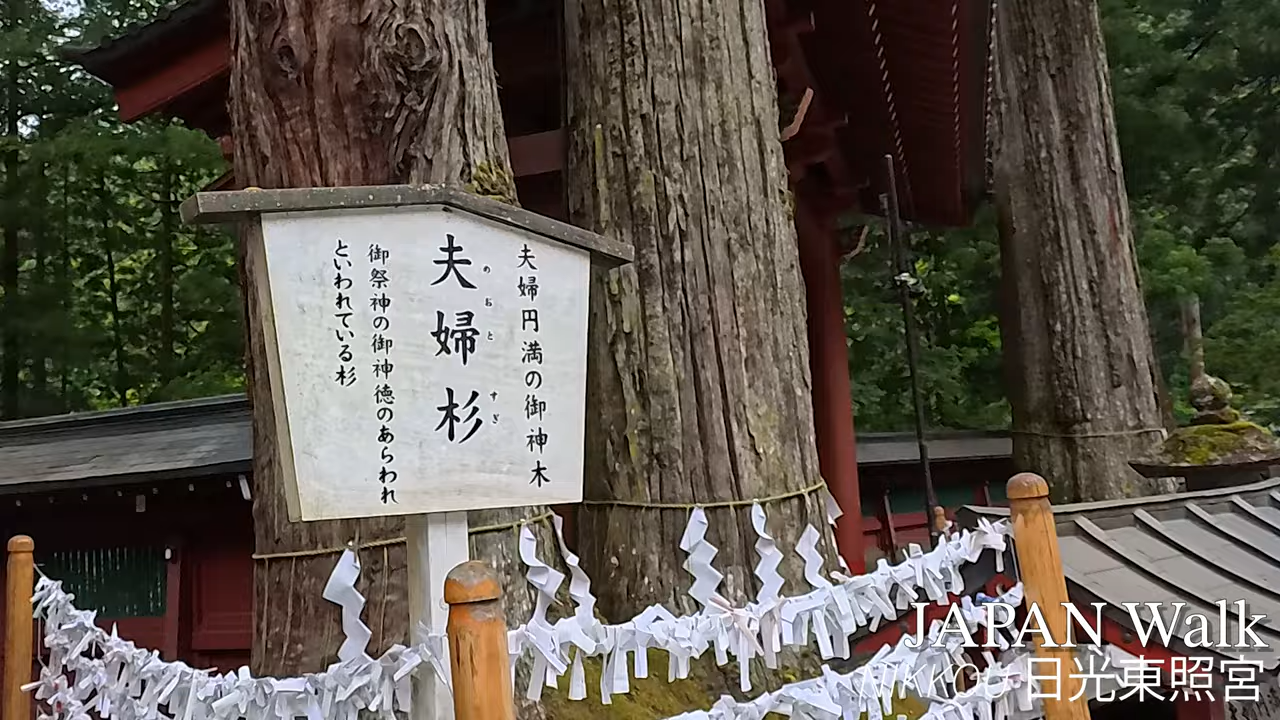 夫婦円満の御神木
夫婦杉
めおと
すぎ
御祭神の御神徳のあらわれ
といわれている杉
JAPAN Walk
NIKKOU 日光東照宮